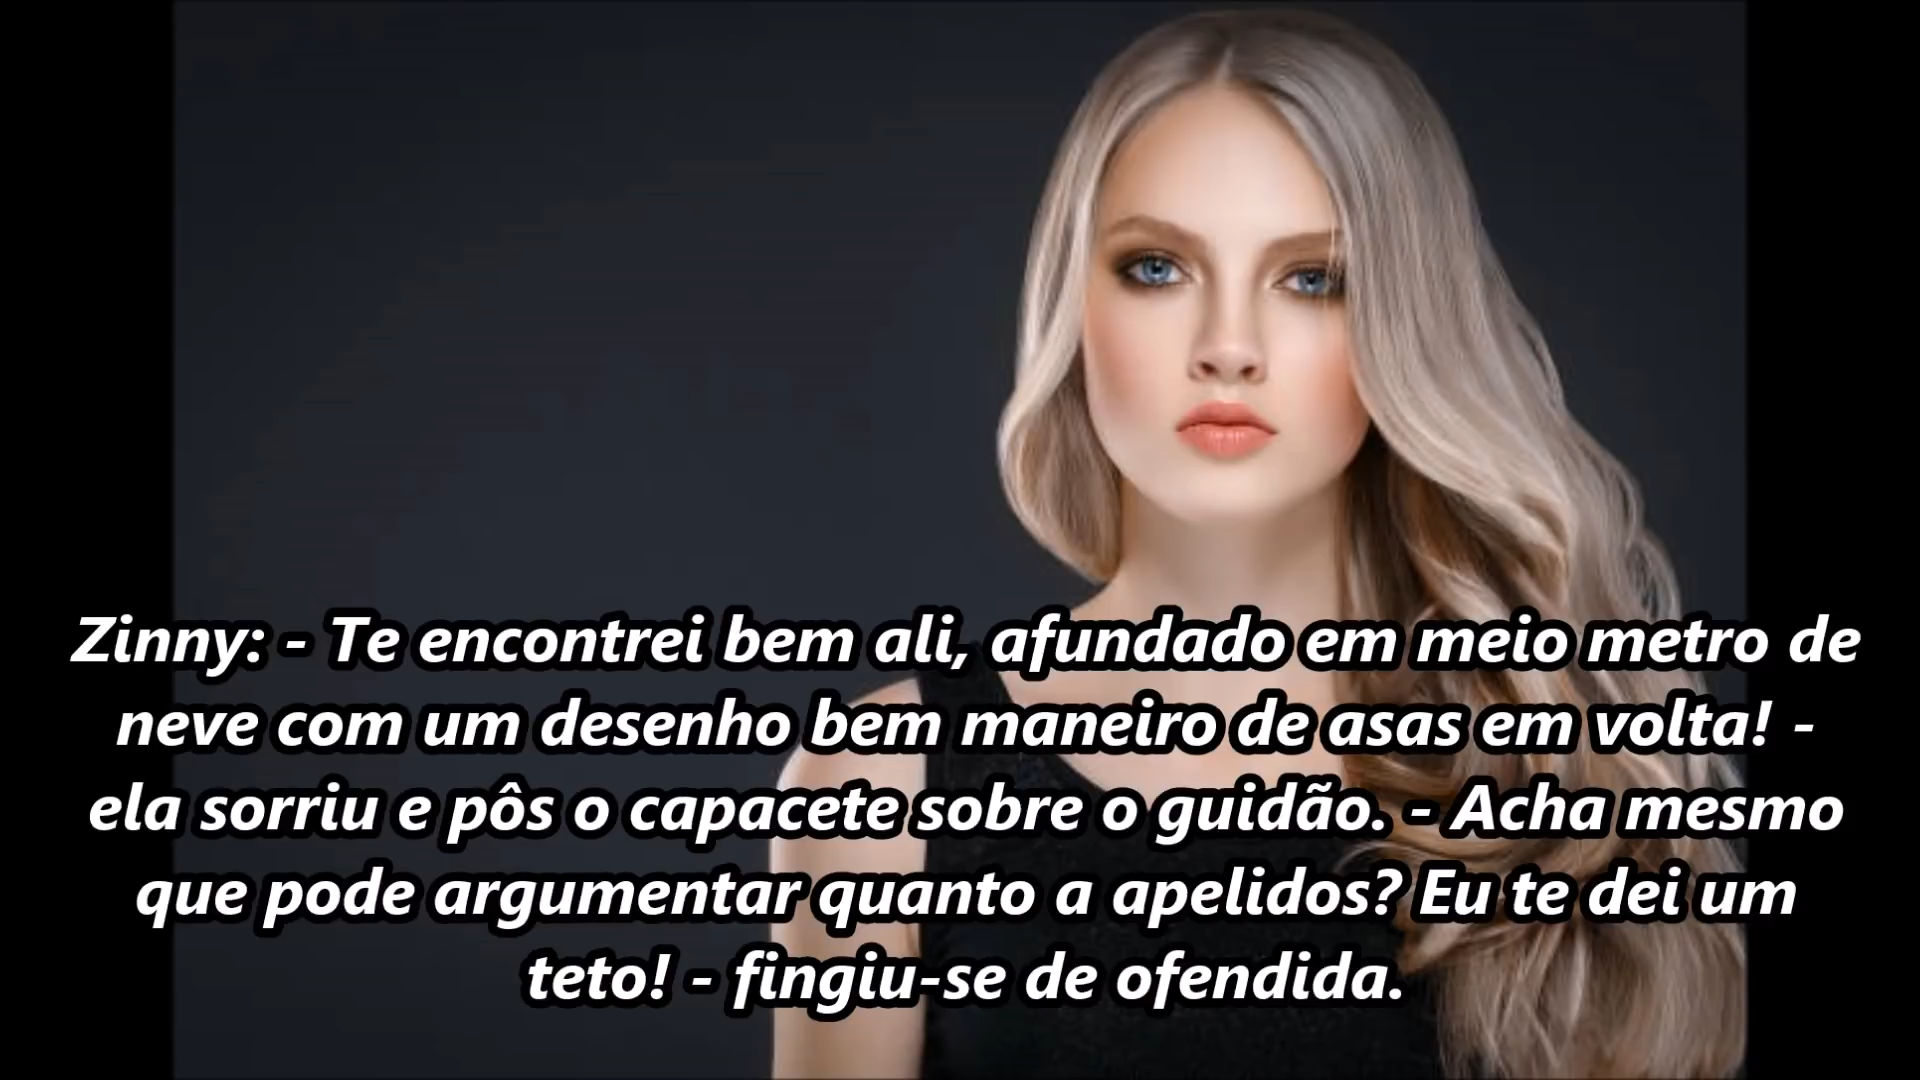 Zinny: - Te encontrei bem ali, afundado em meio metro de
neve com um desenho bem maneiro de asas em volta! -
ela sorriu e pôs o capacete sobre o guidão. - Acha mesmo
que pode argumentar quanto a apelidos? Eu te dei um
teto! - fingiu-se de ofendida.